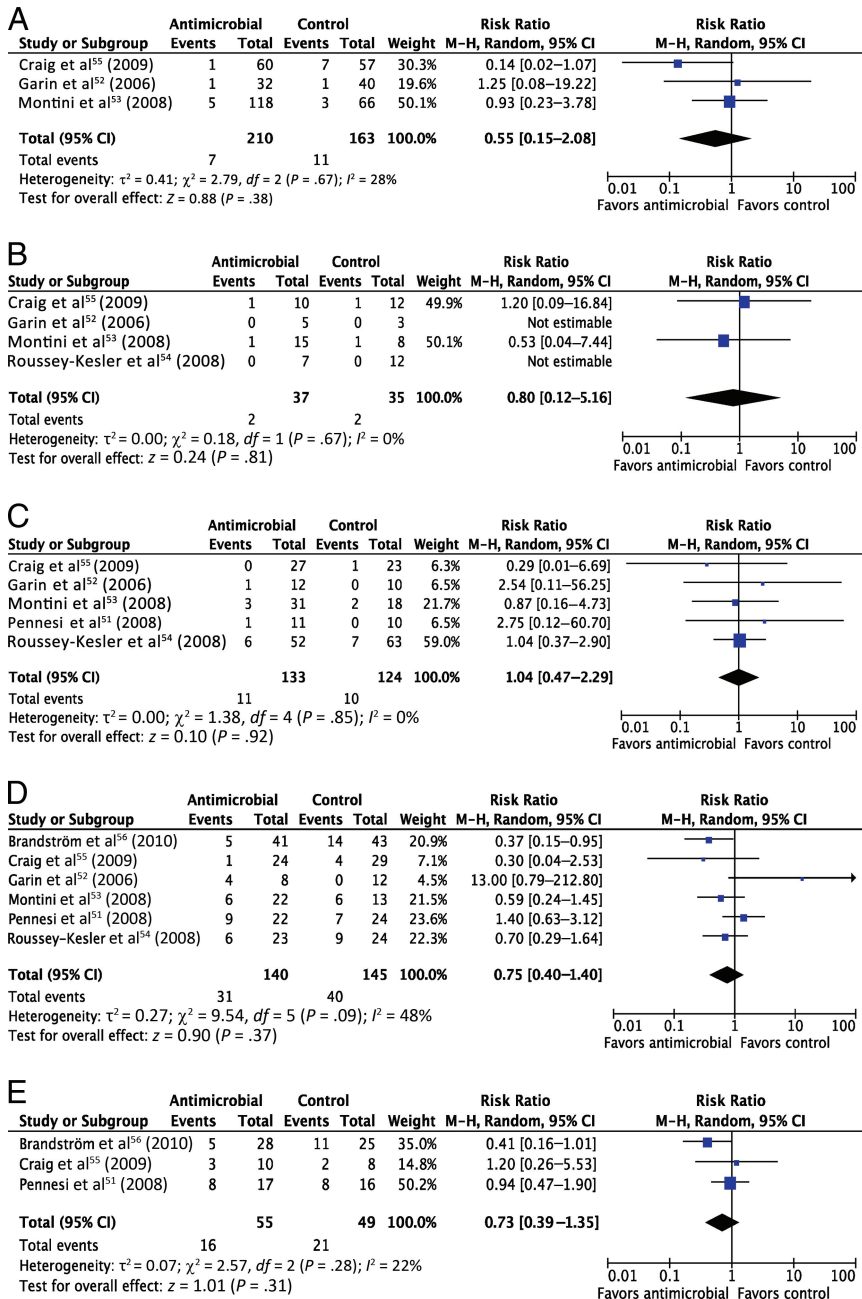 A
Antimicrobial Control Risk Ratio Risk Ratio
Study or Subgroup Events Total Events Total Weight M–H, Random, 95% CI M–H, Random, 95% CI
Craig et al55 (2009) 1 60 7 57 30.3% 0.14 [0.02–1.07]
Garin et al52 (2006) 1 32 1 40 19.6% 1.25 [0.08–19.22]
Montini et al53 (2008) 5 118 3 66 50.1% 0.93 [0.23–3.78]
Total (95% CI) 210 163 100.0% 0.55 [0.15–2.08]
Total events 7 11
Heterogeneity: τ2 = 0.41; χ2 = 2.79, df = 2 (P = .67); I2 = 28%
Test for overall effect: Z = 0.88 (P = .38)
0.01 0.1 1 10 100
Favors antimicrobial Favors control
B
Antimicrobial Control Risk Ratio Risk Ratio
Study or Subgroup Events Total Events Total Weight M–H, Random, 95% CI M–H, Random, 95% CI
Craig et al55 (2009) 1 10 1 12 49.9% 1.20 [0.09–16.84]
Garin et al52 (2006) 0 5 0 3 Not estimable
Montini et al53 (2008) 1 15 1 8 50.1% 0.53 [0.04–7.44]
Roussey-Kesler et al54 (2008) 0 7 0 12 Not estimable
Total (95% CI) 37 35 100.0% 0.80 [0.12–5.16]
Total events 2 2
Heterogeneity: τ2 = 0.00; χ2 = 0.18, df = 1 (P = .67); I2 = 0%
Test for overall effect: z = 0.24 (P = .81)
0.01 0.1 1 10 100
Favors antimicrobial Favors control
C
Antimicrobial Control Risk Ratio Risk Ratio
Study or Subgroup Events Total Events Total Weight M–H, Random, 95% CI M–H, Random, 95% CI
Craig et al55 (2009) 0 27 1 23 6.3% 0.29 [0.01–6.69]
Garin et al52 (2006) 1 12 0 10 6.5% 2.54 [0.11–56.25]
Montini et al53 (2008) 3 31 2 18 21.7% 0.87 [0.16–4.73]
Pennesi et al51 (2008) 1 11 0 10 6.5% 2.75 [0.12–60.70]
Roussey-Kesler et al54 (2008) 6 52 7 63 59.0% 1.04 [0.37–2.90]
Total (95% CI) 133 124 100.0% 1.04 [0.47–2.29]
Total events 11 10
Heterogeneity: τ2 = 0.00; χ2 = 1.38, df = 4 (P = .85); I2 = 0%
Test for overall effect: z = 0.10 (P = .92)
0.01 0.1 1 10 100
Favors antimicrobial Favors control
D
Antimicrobial Control Risk Ratio Risk Ratio
Study or Subgroup Events Total Events Total Weight M–H, Random, 95% CI M–H, Random, 95% CI
Brandström et al56 (2010) 5 41 14 43 20.9% 0.37 [0.15–0.95]
Craig et al55 (2009) 1 24 4 29 7.1% 0.30 [0.04–2.53]
Garin et al52 (2006) 4 8 0 12 4.5% 13.00 [0.79–212.80]
Montini et al53 (2008) 6 22 6 13 21.5% 0.59 [0.24–1.45]
Pennesi et al51 (2008) 9 22 7 24 23.6% 1.40 [0.63–3.12]
Roussey-Kesler et al54 (2008) 6 23 9 24 22.3% 0.70 [0.29–1.64]
Total (95% CI) 140 145 100.0% 0.75 [0.40–1.40]
Total events 31 40
Heterogeneity: τ2 = 0.27; χ2 = 9.54, df = 5 (P = .09); I2 = 48%
Test for overall effect: z = 0.90 (P = .37)
0.01 0.1 1 10 100
Favors antimicrobial Favors control
E
Antimicrobial Control Risk Ratio Risk Ratio
Study or Subgroup Events Total Events Total Weight M–H, Random, 95% CI M–H, Random, 95% CI
Brandström et al56 (2010) 5 28 11 25 35.0% 0.41 [0.16–1.01]
Craig et al55 (2009) 3 10 2 8 14.8% 1.20 [0.26–5.53]
Pennesi et al51 (2008) 8 17 8 16 50.2% 0.94 [0.47–1.90]
Total (95% CI) 55 49 100.0% 0.73 [0.39–1.35]
Total events 16 21
Heterogeneity: τ2 = 0.07; χ2 = 2.57, df = 2 (P = .28); I2 = 22%
Test for overall effect: z = 1.01 (P = .31)
0.01 0.1 1 10 100
Favors antimicrobial Favors control